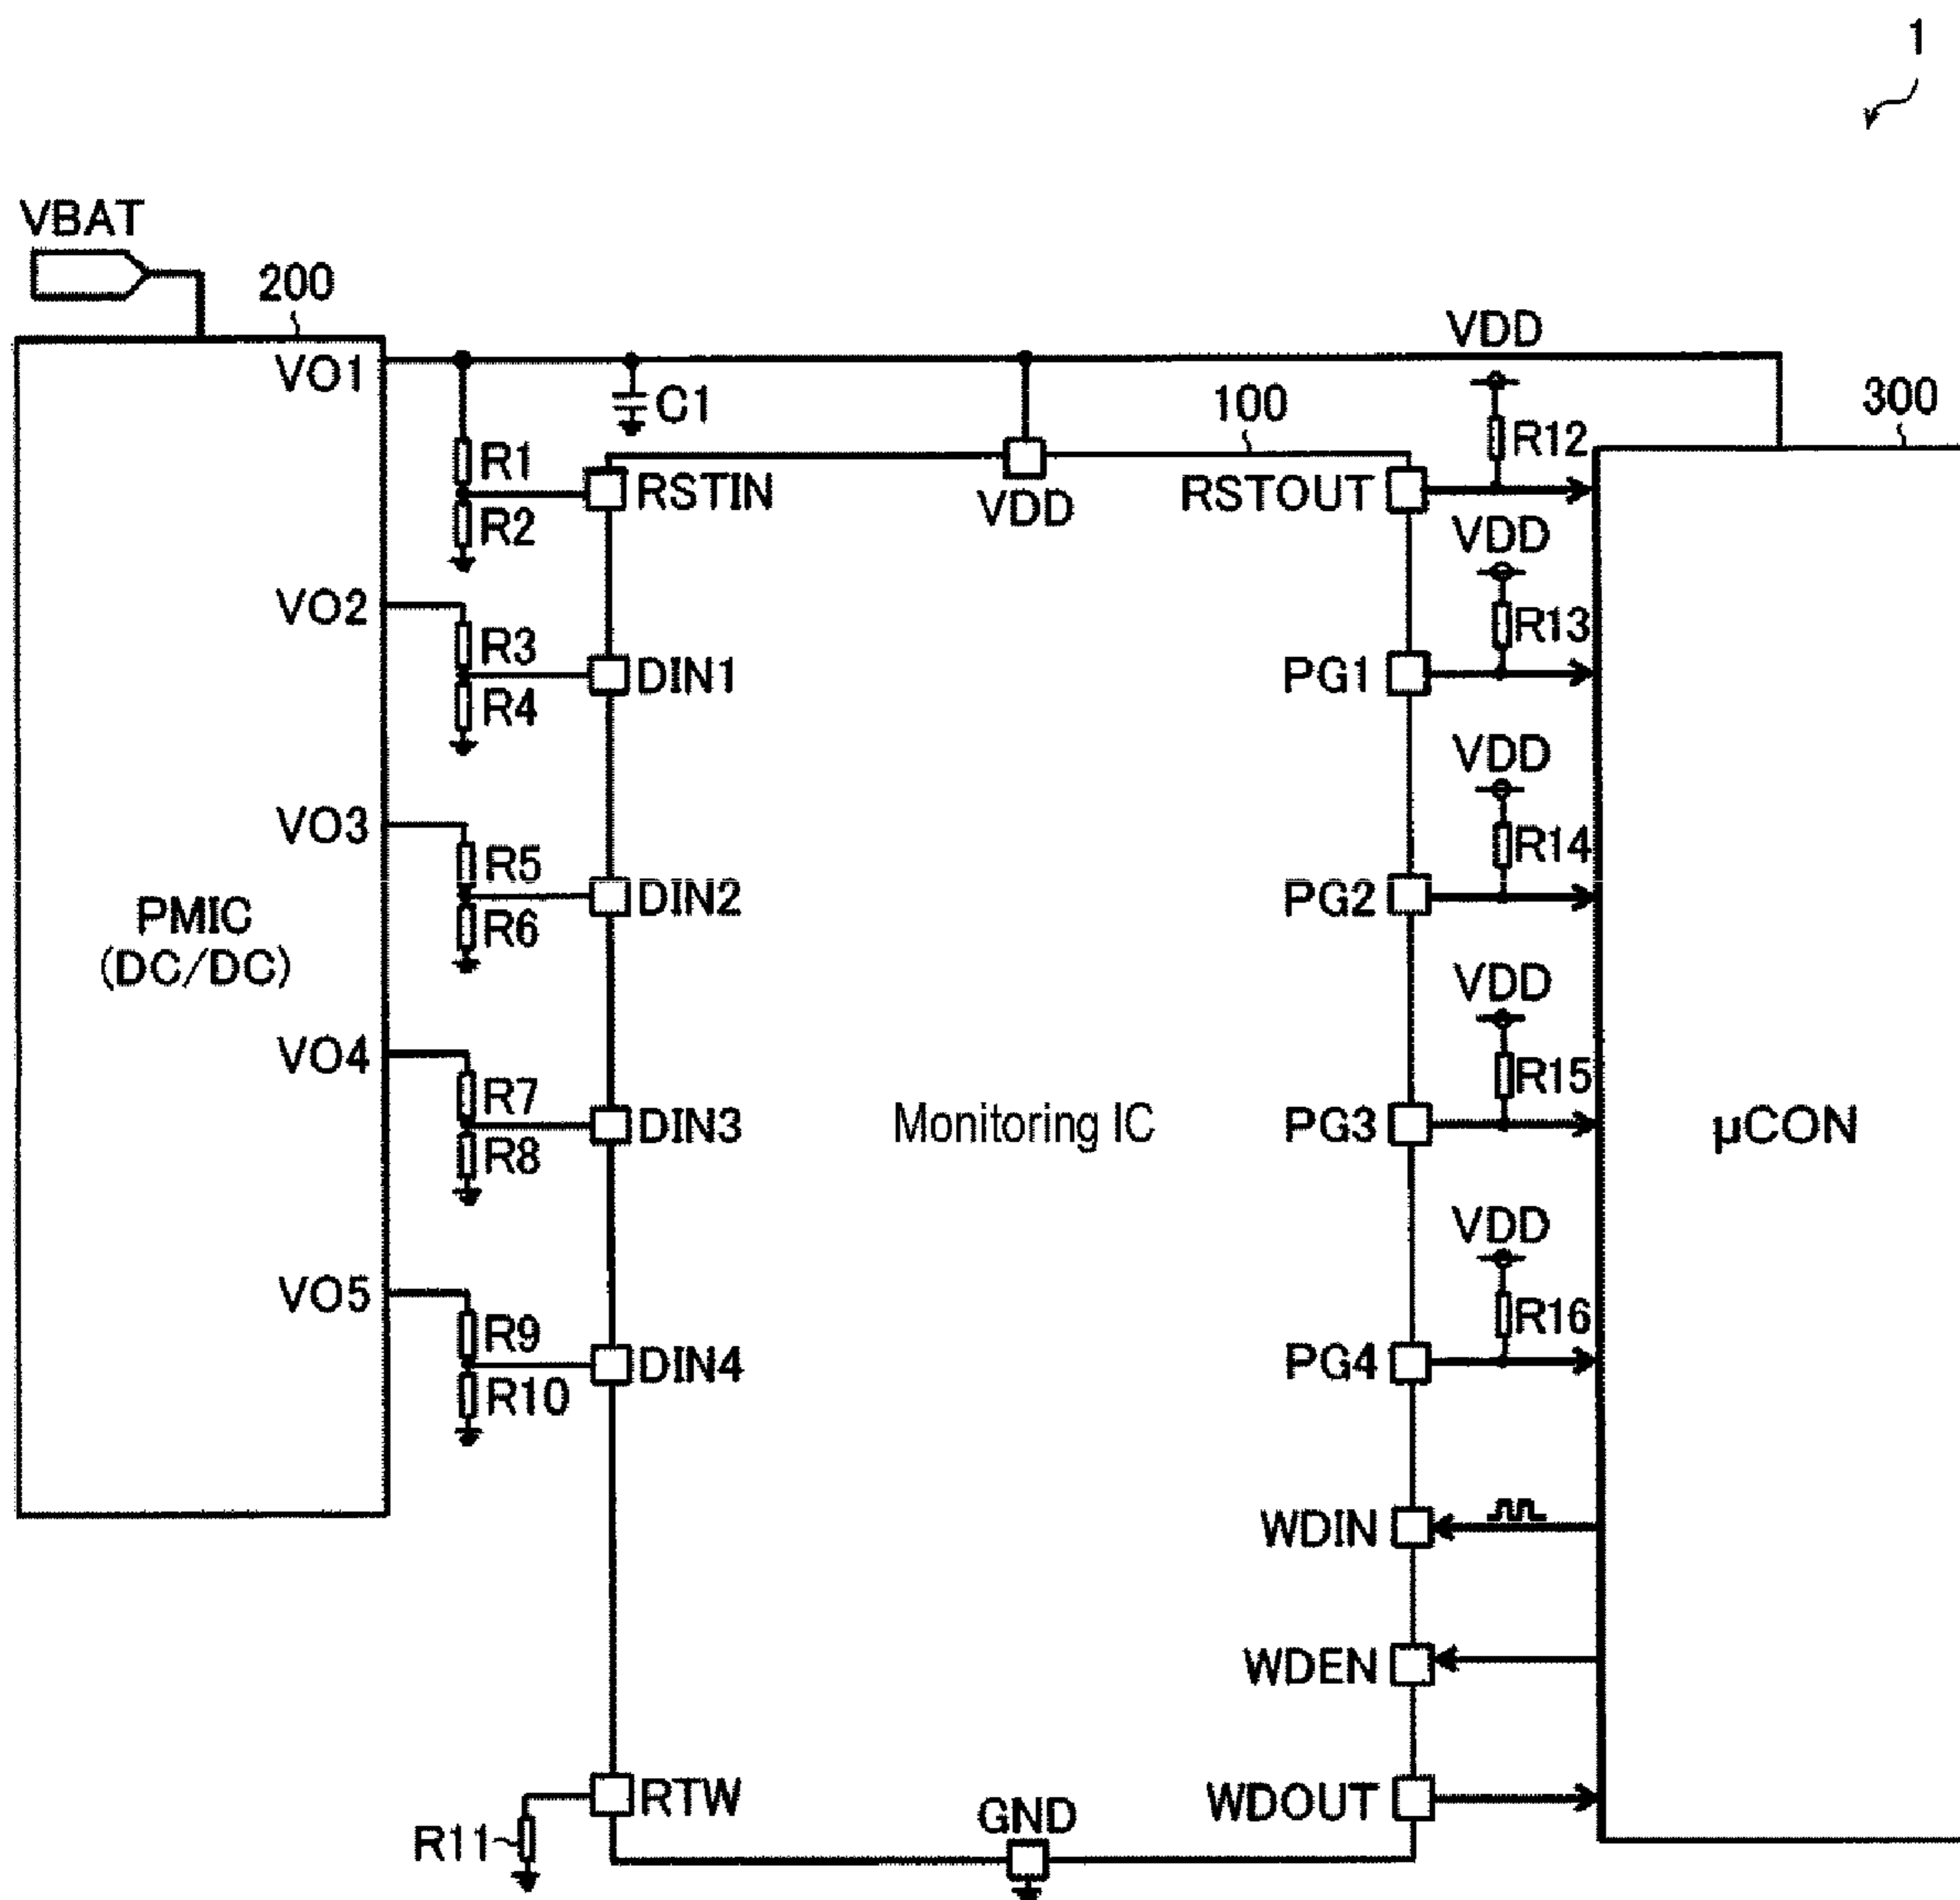 1
VBAT
200
VO1
C1
VDD
100
300
R1
R2
RSTIN
VDD
RSTOUT
R12
VDD
VO2
R3
R4
DIN1
PG1
R13
VDD
VO3
R5
R6
DIN2
PG2
R14
PMIC
(DC/DC)
VDD
VO4
R7
R8
DIN3
Monitoring IC
PG3
R15
µCON
VDD
VO5
R9
R10
DIN4
PG4
R16
WDIN
WDEN
RTW
R11
GND
WDOUT